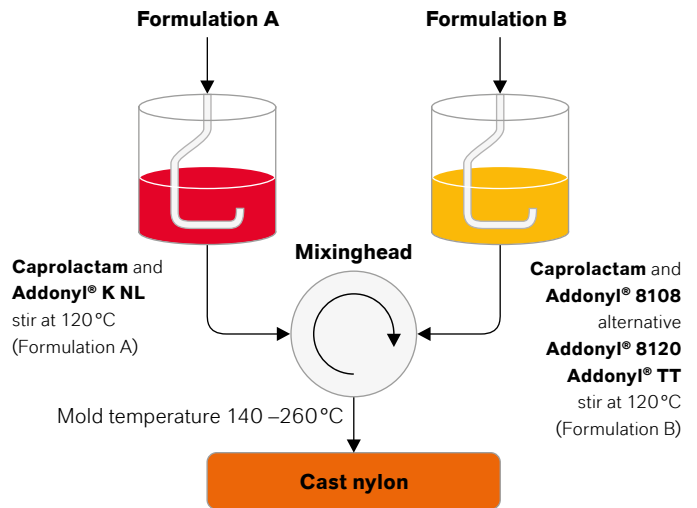 Formulation A
Formulation B
Caprolactam and
Addonyl® K NL
stir at 120 °C
(Formulation A)
Mixinghead
Caprolactam and
Addonyl® 8108
alternative
Addonyl® 8120
Addonyl® TT
stir at 120 °C
(Formulation B)
Mold temperature 140 –260 °C
Cast nylon